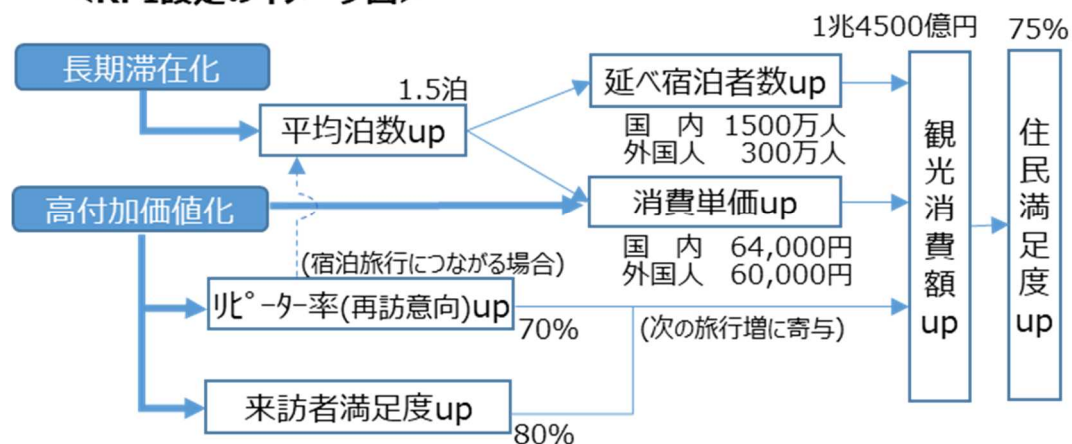 1兆4500億円 75%
長期滞在化
1.5泊
平均泊数up
延べ宿泊者数up
国 内 1500万人
外国人 300万人
高付加価値化
消費単価up
国 内 64,000円
外国人 60,000円
(宿泊旅行につながる場合)
ﾘﾋﾟｰﾀｰ率(再訪意向)up
70%
(次の旅行増に寄与)
来訪者満足度up
80%
観光消費額up
住民満足度up